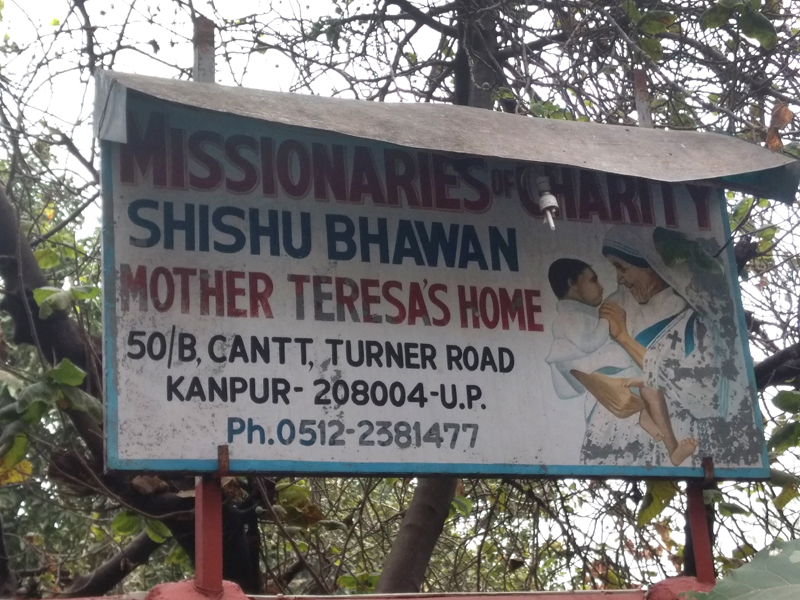 MISSIONARIES OF CHARITY
SHISHU BHAWAN
MOTHER TERESA'S HOME
50/B, CANTT, TURNER ROAD
KANPUR- 208004-U.P.
Ph.0512-2381477